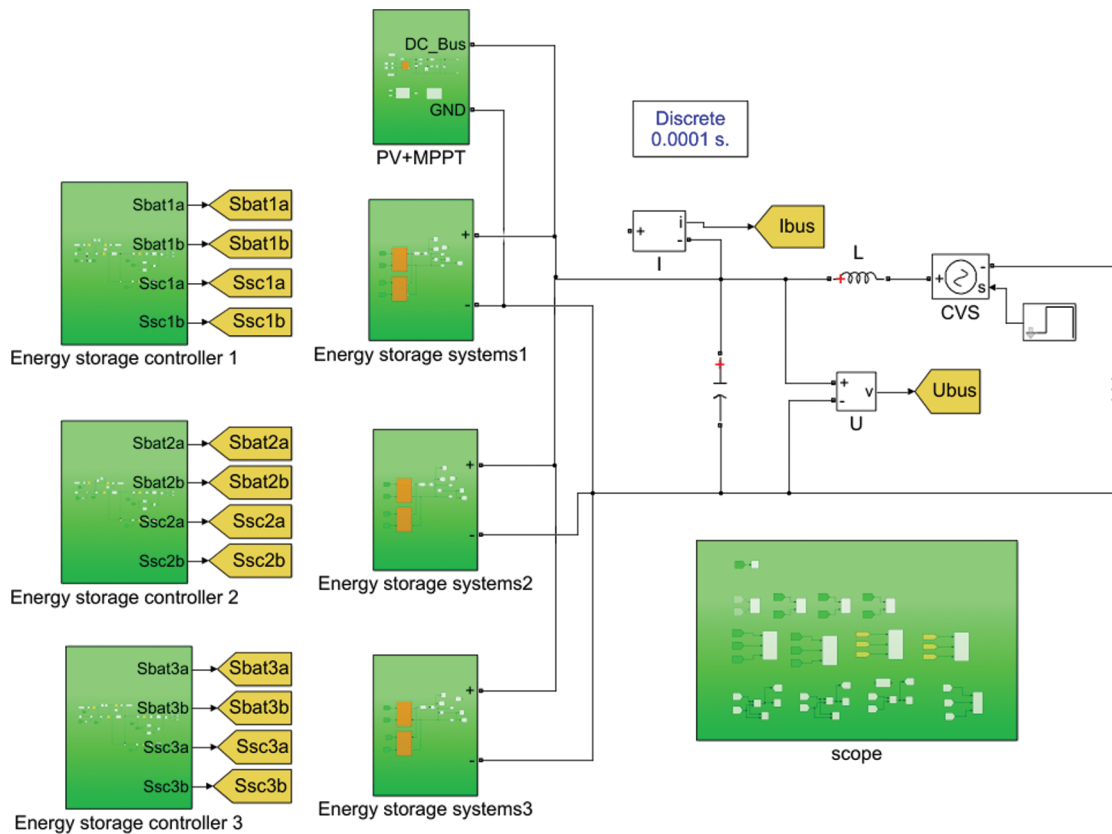 DC_Bus
GND
PV+MPPT
Discrete
0.0001 s.
Sbat1a
Sbat1a
Sbat1b
Sbat1b
Ssc1a
Ssc1a
Ssc1b
Ssc1b
Energy storage controller 1
+
-
Energy storage systems1
+
i
-
I
Ibus
L
+
+
-
s
CVS
+
+
-
v
U
Ubus
Sbat2a
Sbat2a
Sbat2b
Sbat2b
Ssc2a
Ssc2a
Ssc2b
Ssc2b
Energy storage controller 2
+
-
Energy storage systems2
Sbat3a
Sbat3a
Sbat3b
Sbat3b
Ssc3a
Ssc3a
Ssc3b
Ssc3b
Energy storage controller 3
+
-
Energy storage systems3
scope